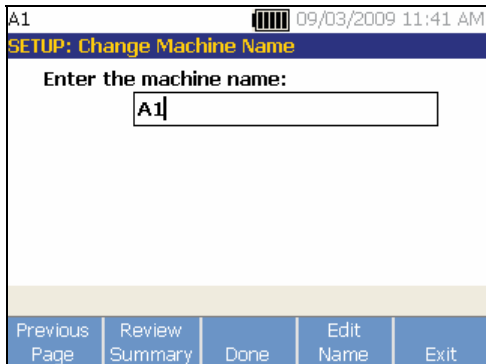 A1 09/03/2009 11:41 AM
SETUP: Change Machine Name
Enter the machine name:
A1
Previous Page Review Summary Done Edit Name Exit